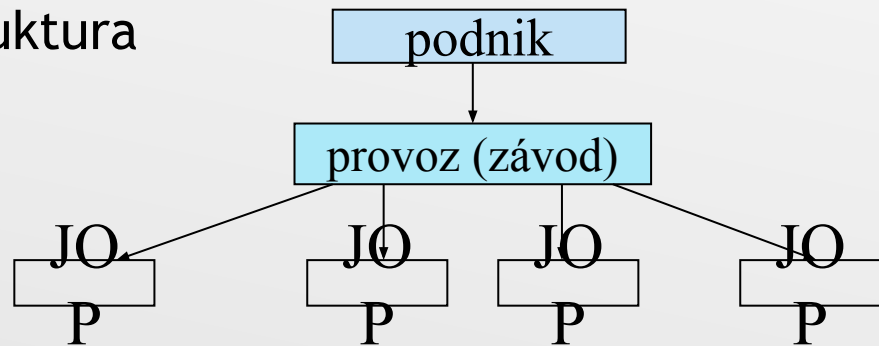 uktura
podnik
provoz (závod)
JO JO JO JO
P P P P